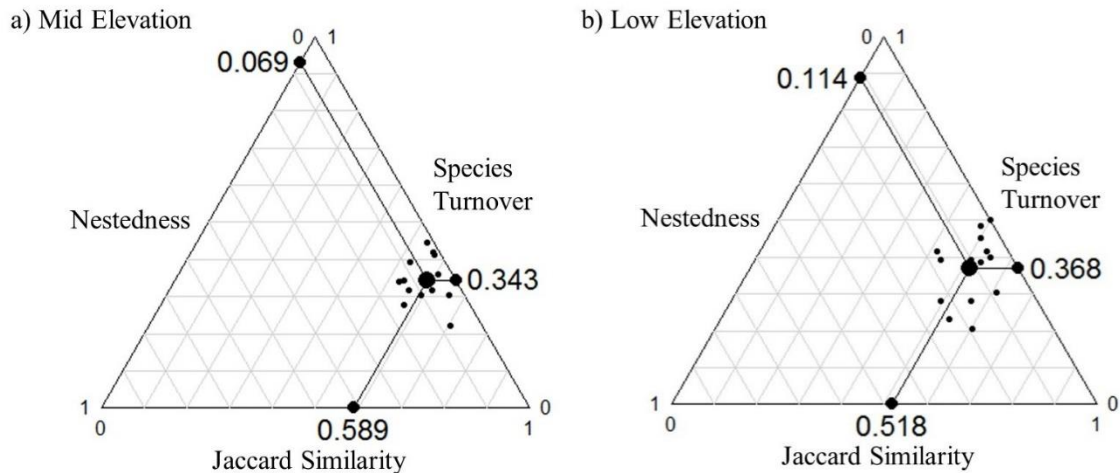 a) Mid Elevation
0 1
0.069
Species
Turnover
Nestedness
0.343
1
0
0
0.589
1
Jaccard Similarity
b) Low Elevation
0 1
0.114
Species
Turnover
Nestedness
0.368
1
0
0
0.518
1
Jaccard Similarity